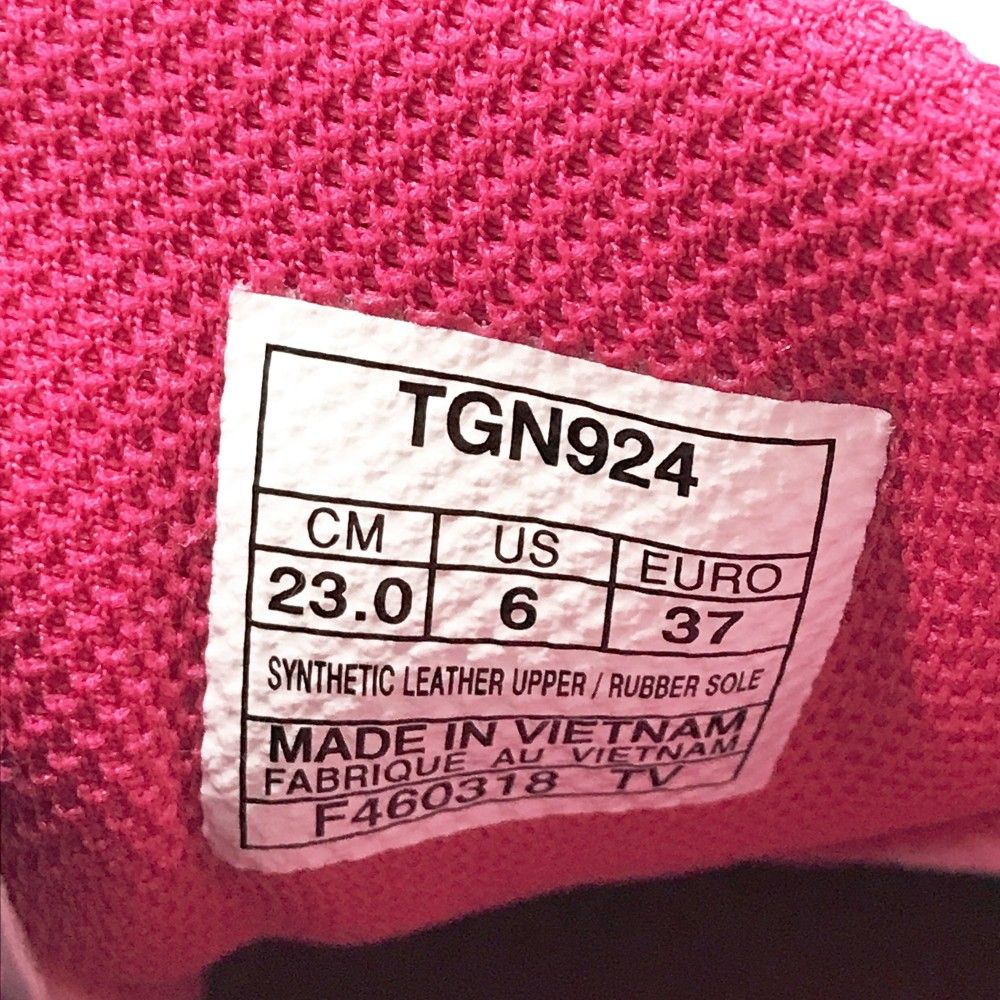 TGN924
CM US EURO
23.0 6 37
SYNTHETIC LEATHER UPPER / RUBBER SOLE
MADE IN VIETNAM
FABRIQUE AU VIETNAM
F460318 TV